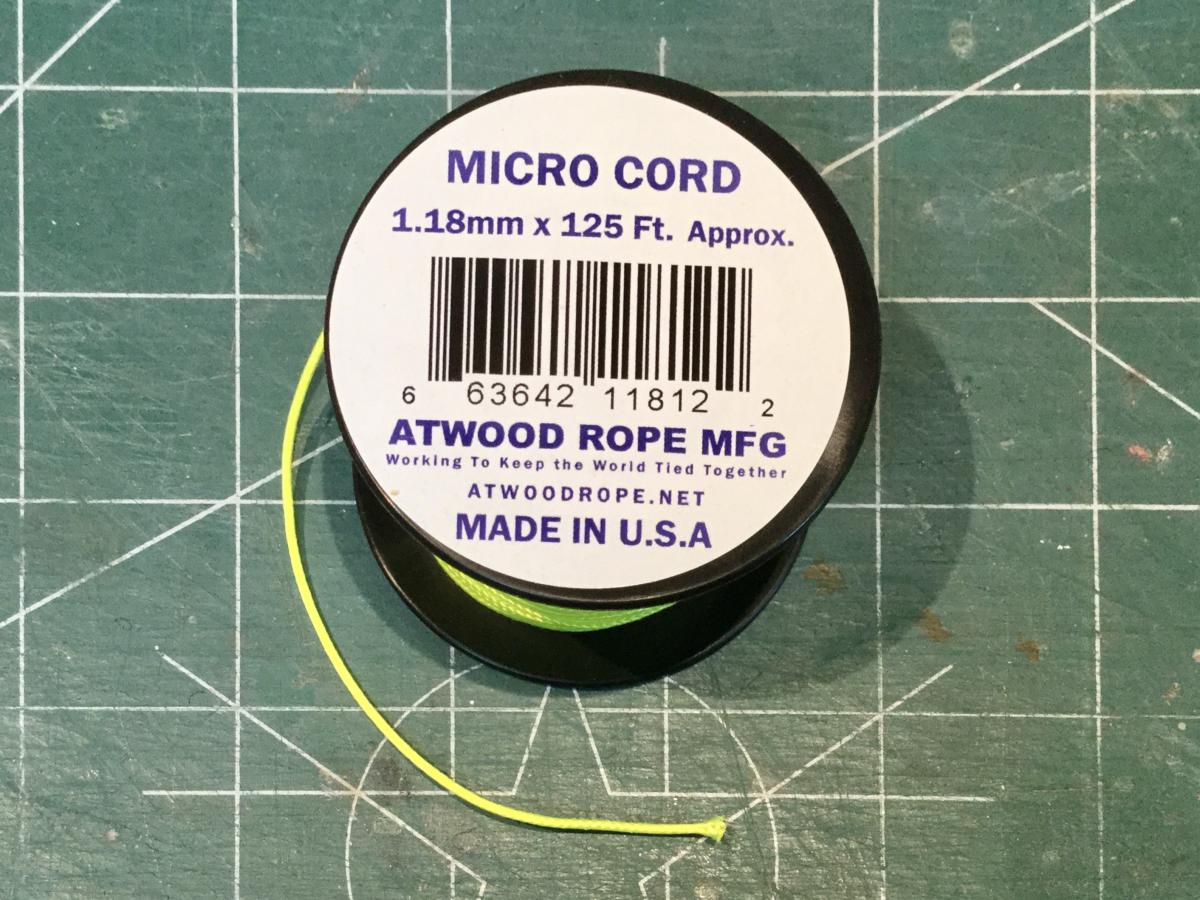 MICRO CORD
1.18mm x 125 Ft. Approx.
6 63642 11812 2
ATWOOD ROPE MFG
Working To Keep the World Tied Together
ATWOODROPE.NET
MADE IN U.S.A